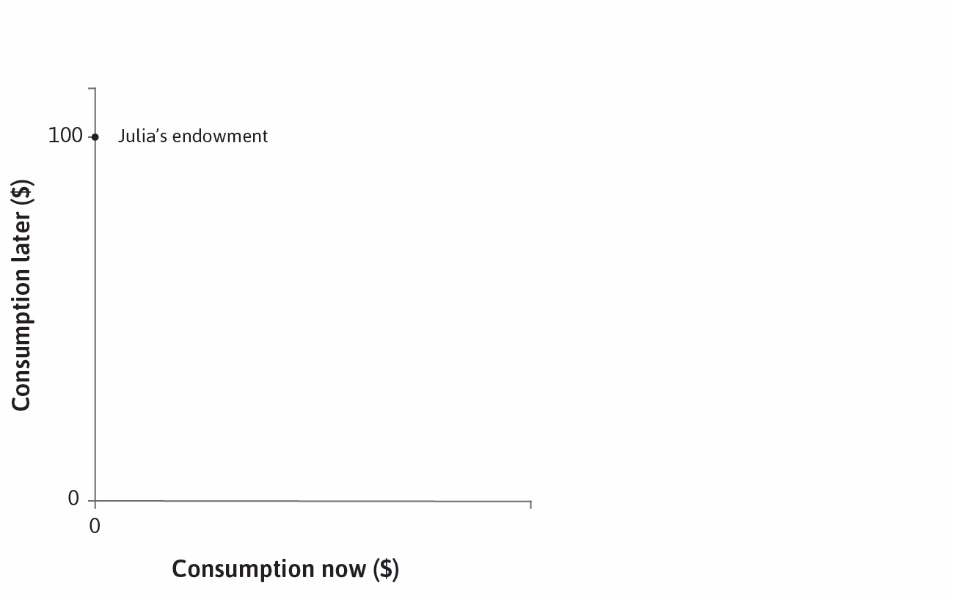 100
Julia’s endowment
Consumption later ($)
0
0
Consumption now ($)